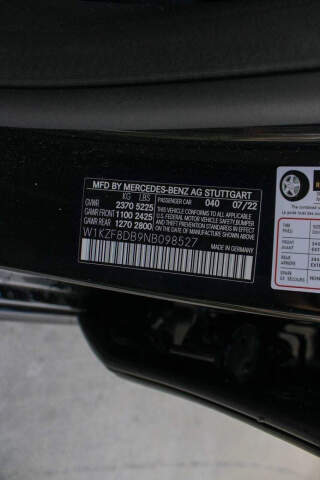 MFD BY MERCEDES-BENZ AG STUTTGART
KG LBS PASSENGER CAR 040 07/22
GVWR 2370 5225
GAWR FRONT 1100 2425
GAWR REAR 1270 2800
THIS VEHICLE CONFORMS TO ALL APPLICABLE
U.S. FEDERAL MOTOR VEHICLE SAFETY, BUMPER
AND THEFT PREVENTION STANDARDS IN EFFECT
ON THE DATE OF MANUFACTURE SHOWN ABOVE.
W1KZF8DB9NB098527
MADE IN GERMANY
The combined